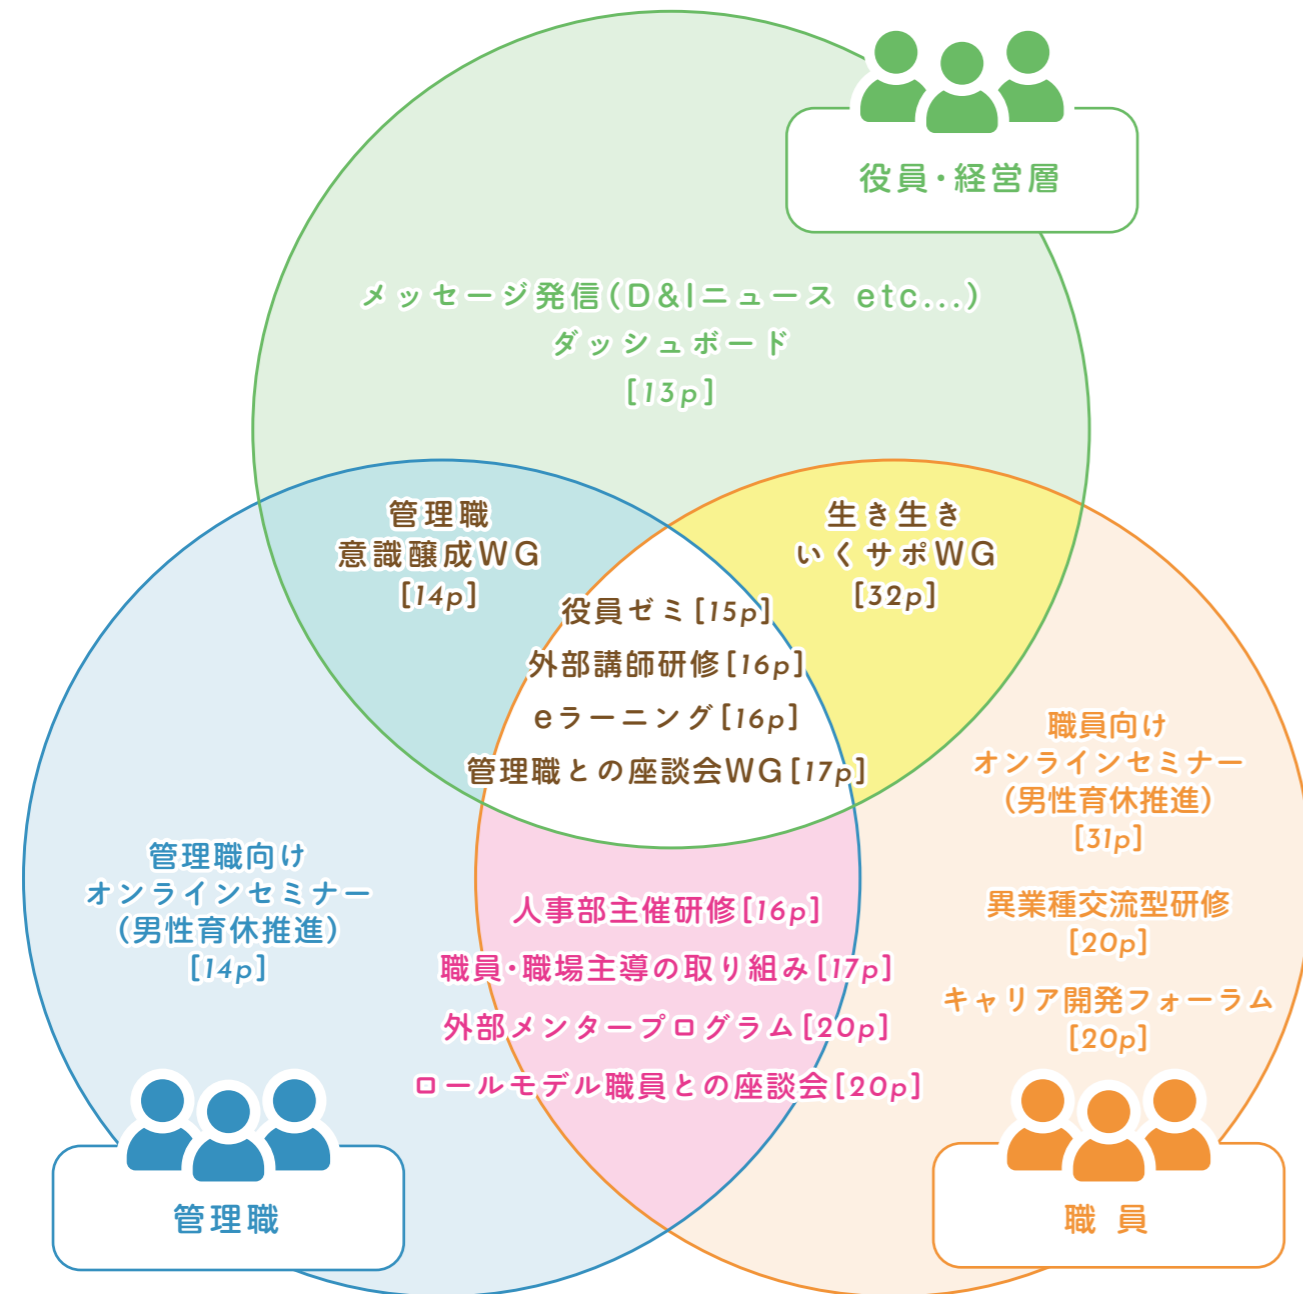 役員・経営層
メッセージ発信(D&Iニュース etc...)
ダッシュボード
[13p]
管理職
意識醸成WG
[14p]
生き生き
いくサポWG
[32p]
役員ゼミ[15p]
外部講師研修[16p]
eラーニング[16p]
管理職との座談会WG[17p]
職員向け
オンラインセミナー
(男性育休推進)
[31p]
異業種交流型研修
[20p]
キャリア開発フォーラム
[20p]
管理職向け
オンラインセミナー
(男性育休推進)
[14p]
人事部主催研修[16p]
職員・職場主導の取り組み[17p]
外部メンタープログラム[20p]
ロールモデル職員との座談会[20p]
管理職
職 員